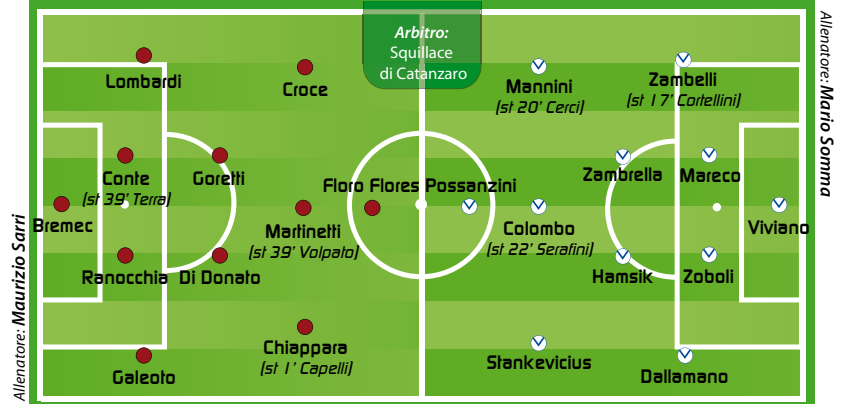 Arbitro:
Squillace
di Catanzaro
Allenatore: Maurizio Sarri
Lombardi
Croce
Conte
(st 39' Terra)
Goretti
Bremec
Martinetti
(st 39' Volpato)
Floro Flores
Ranocchia
Di Donato
Chiappara
(st 1' Capelli)
Galeoto
Allenatore: Mario Somma
Mannini
(st 20' Cerci)
Zambelli
(st 17' Cortellini)
Zambrella
Mareco
Possanzini
Colombo
(st 22' Serafini)
Viviano
Hamsik
Zoboli
Stankevicius
Dallamano